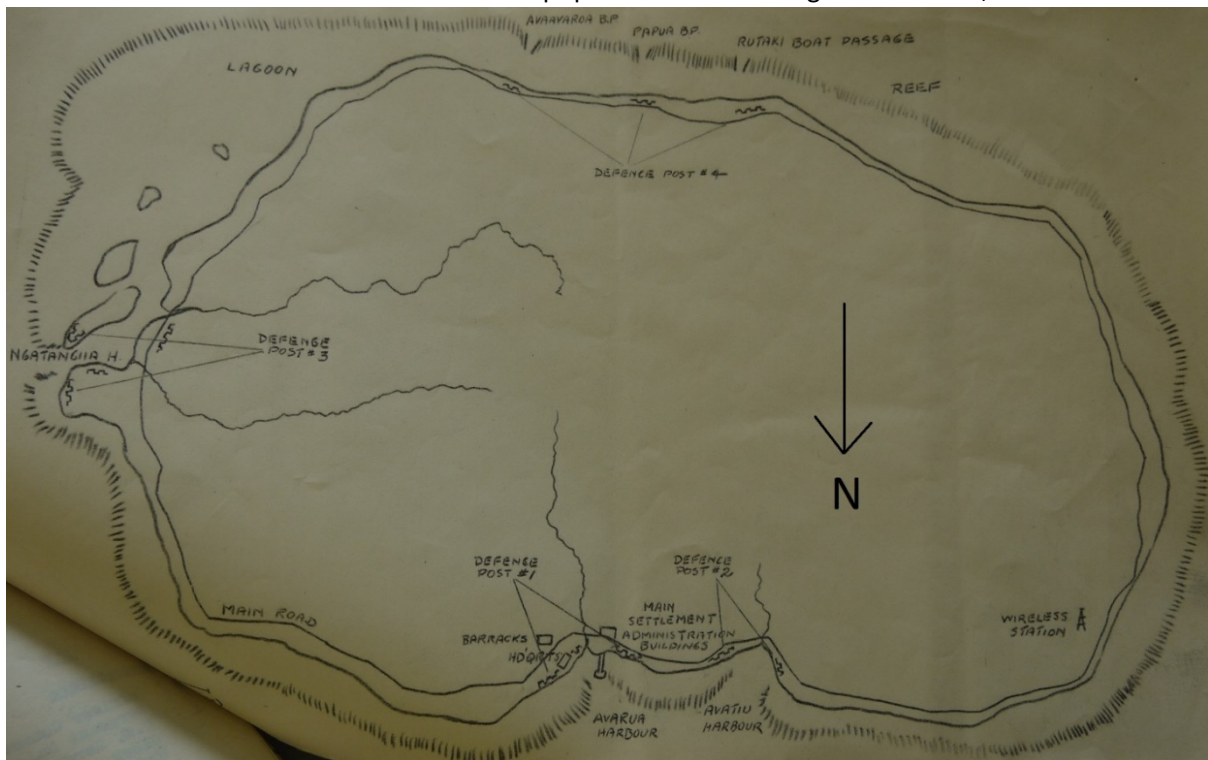 AVAAVAROA B.P.
PAPUA B.P.
RUTAKI BOAT PASSAGE
LAGOON
REEF
DEFENCE POST #4
NGATANGIIA H.
DEFENCE
POST #3
N
DEFENCE
POST #1
DEFENCE
POST #2
MAIN ROAD
BARRACKS
HDQRTS
MAIN
SETTLEMENT
ADMINISTRATION
BUILDINGS
WIRELESS
STATION
AVARUA
HARBOUR
AVATIU
HARBOUR